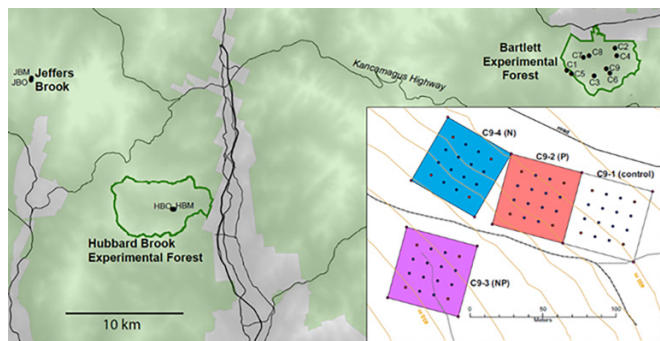 JBM
JBO
Jeffers
Brook
Kancamagus Highway
Bartlett
Experimental
Forest
C7
C8
C2
C4
C1
C5
C9
C3
C6
HBO
HBM
Hubbard Brook
Experimental Forest
10 km
road
C9-4 (N)
C9-2 (P)
C9-1 (control)
C9-3 (NP)
0
50
100
Meters